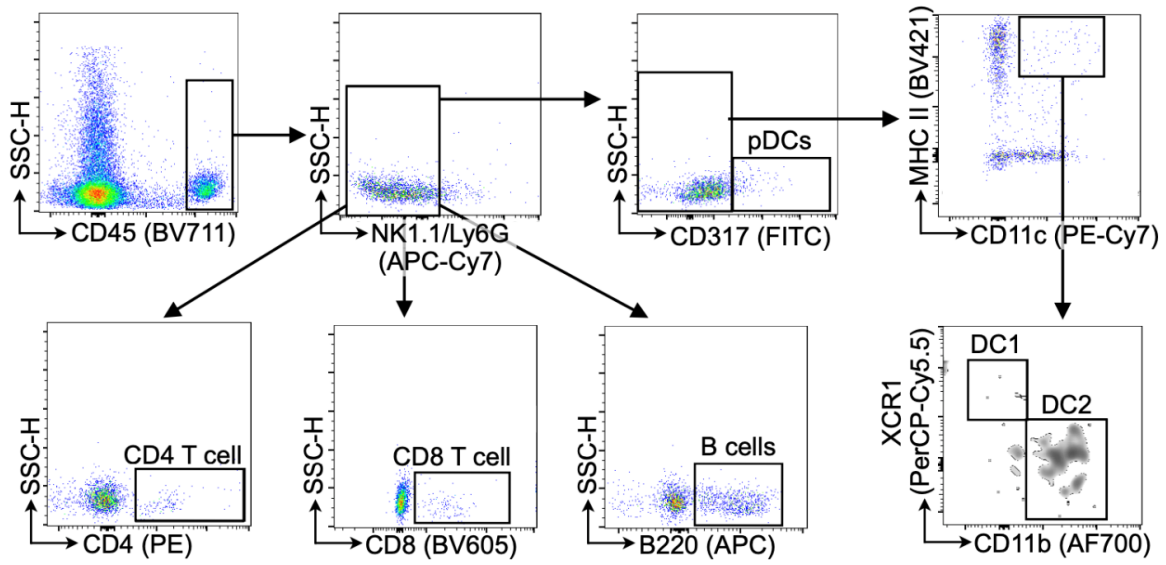 SSC-H
CD45 (BV711)
SSC-H
NK1.1/Ly6G
(APC-Cy7)
SSC-H
pDCs
CD317 (FITC)
MHC II (BV421)
CD11c (PE-Cy7)
SSC-H
CD4 T cell
CD4 (PE)
SSC-H
CD8 T cell
CD8 (BV605)
SSC-H
B cells
B220 (APC)
XCR1
(PerCP-Cy5.5)
DC1
DC2
CD11b (AF700)